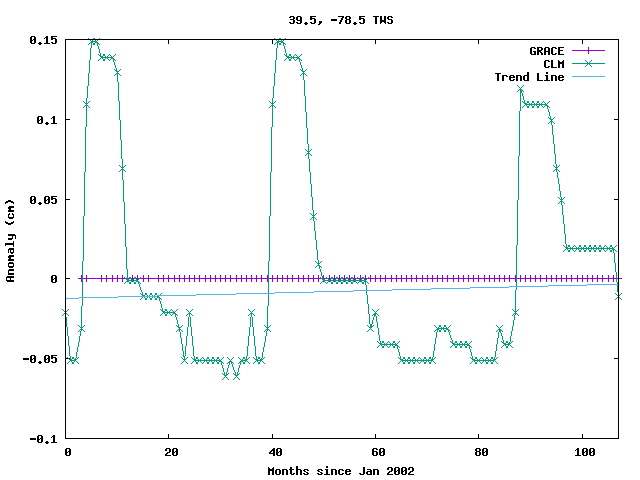 39.5, -78.5 TWS
GRACE
CLM
Trend Line
0.15
0.1
0.05
0
-0.05
-0.1
Anomaly (cm)
0 20 40 60 80 100
Months since Jan 2002